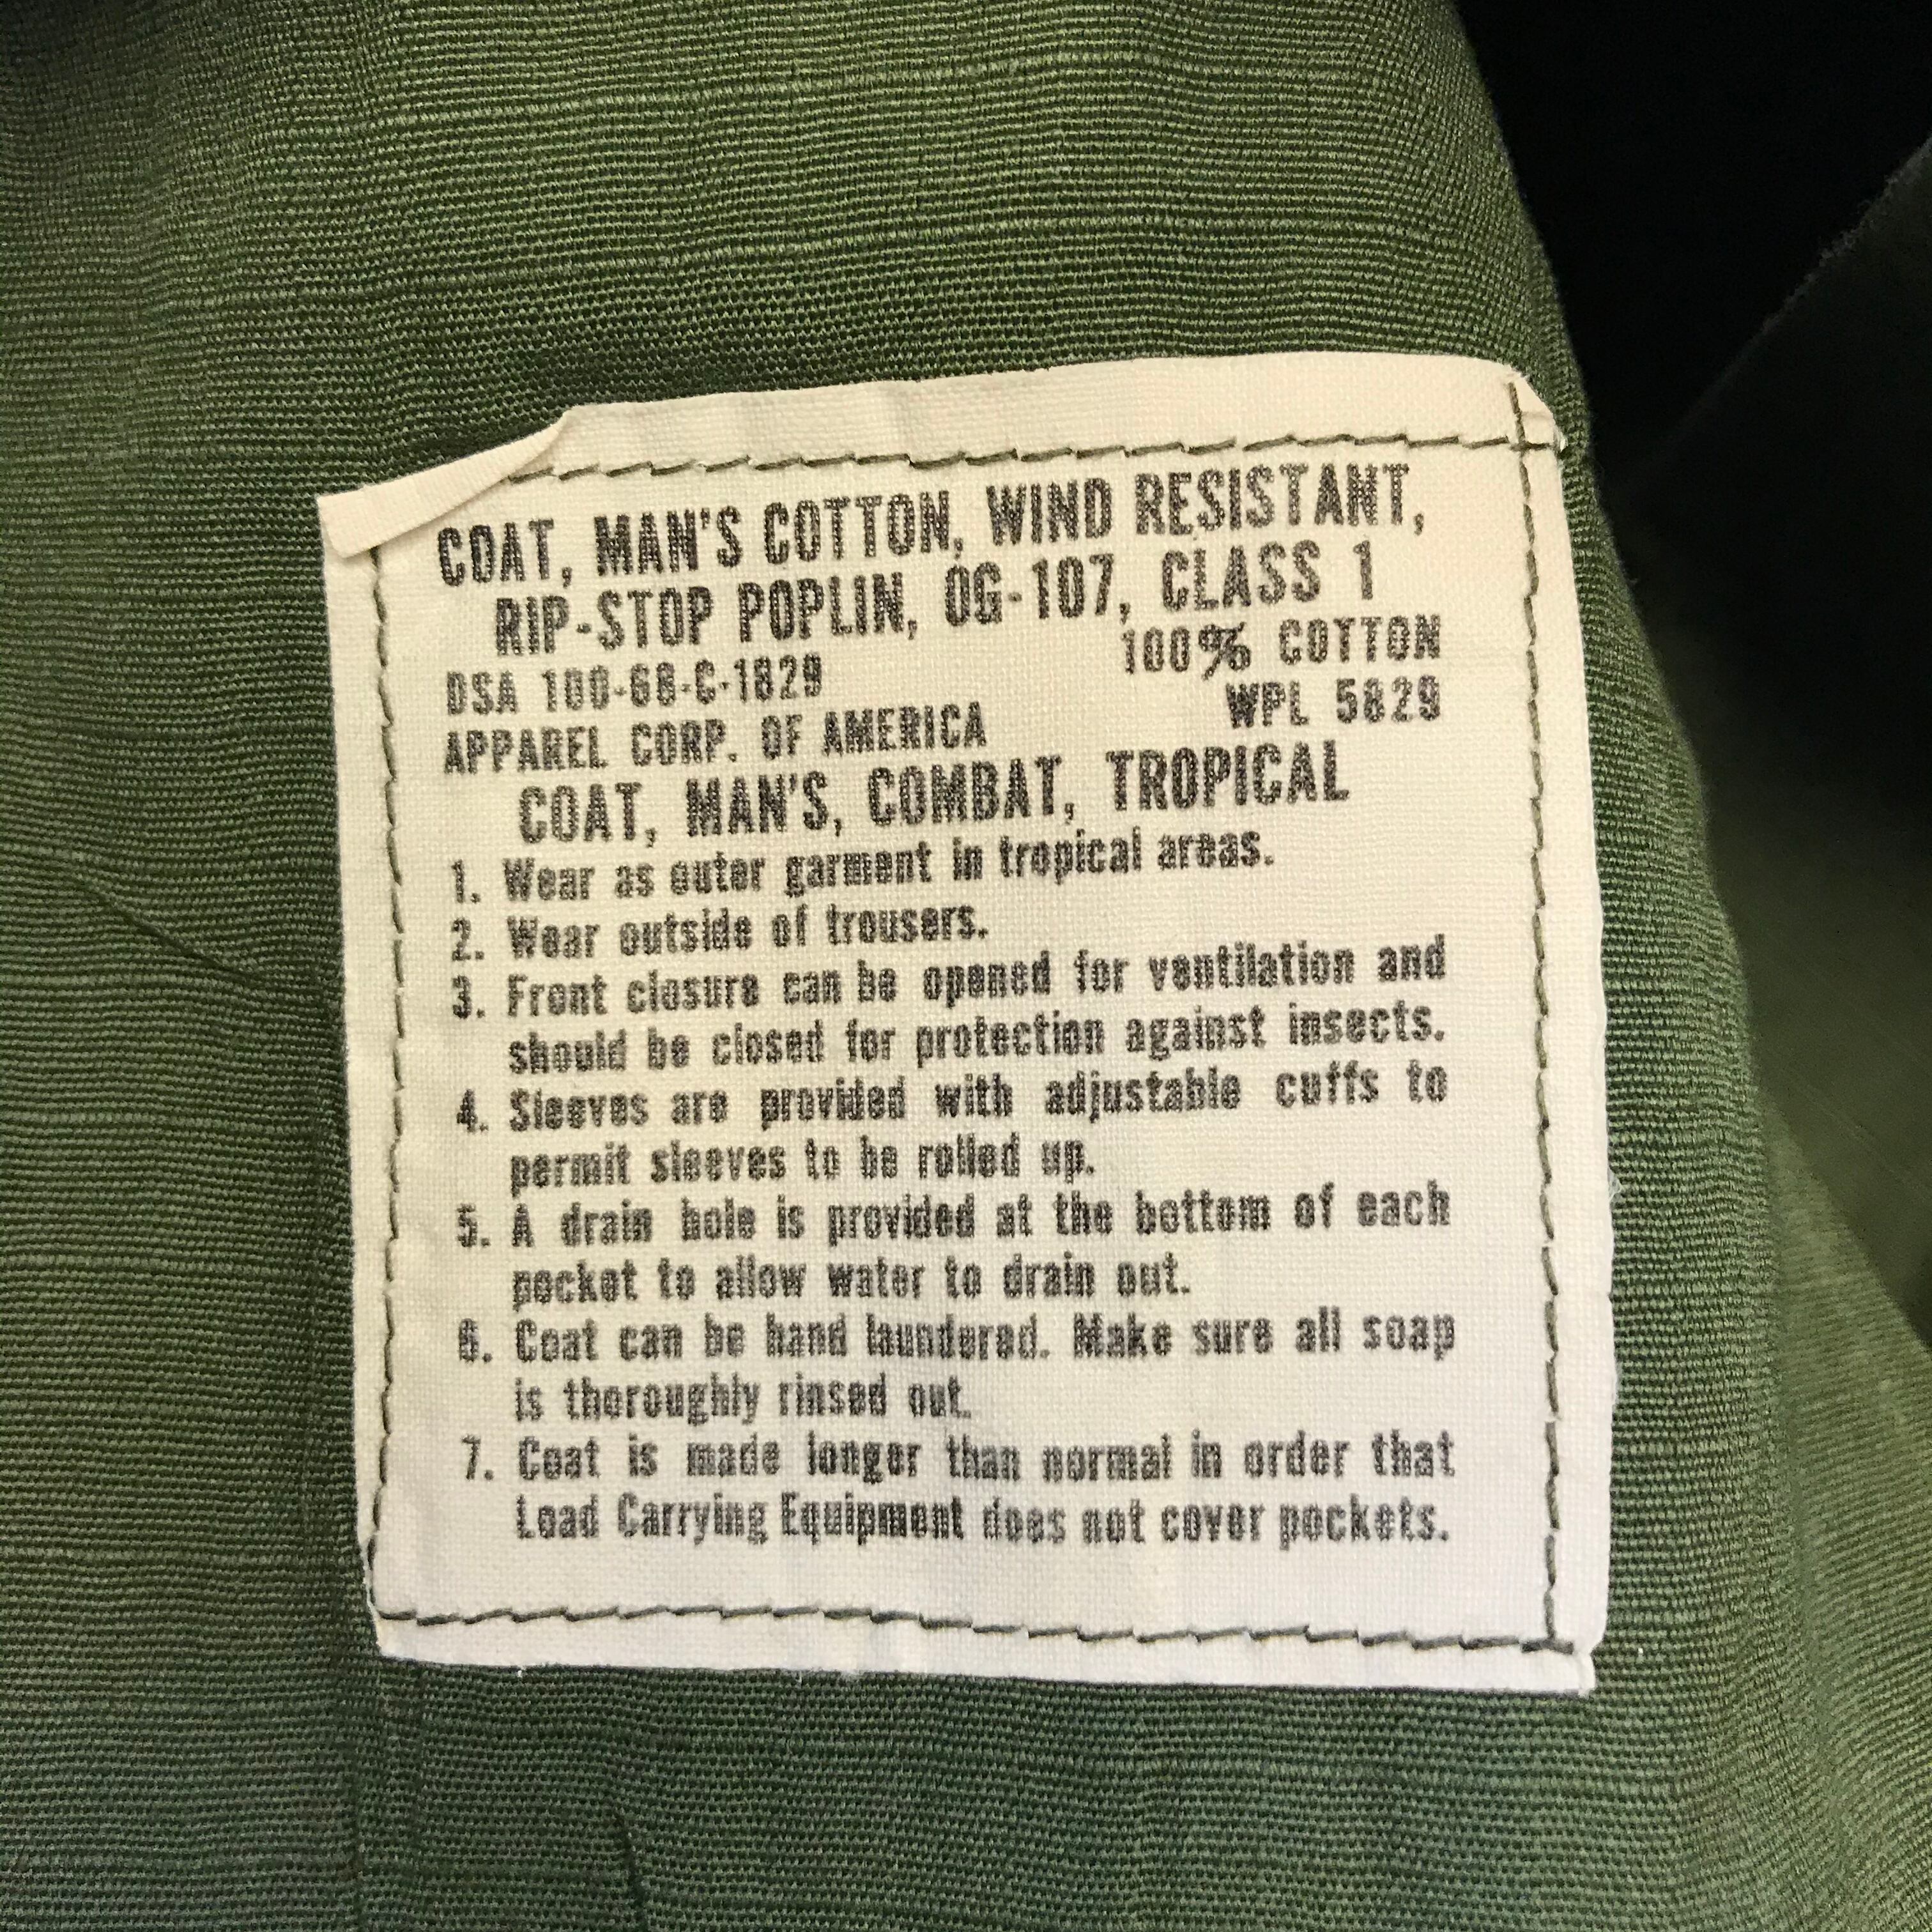 COAT, MAN'S COTTON, WIND RESISTANT,
RIP-STOP POPLIN, OG-107, CLASS 1
100% COTTON
DSA 100-68-C-1829
WPL 5829
APPAREL CORP. OF AMERICA
COAT, MAN'S, COMBAT, TROPICAL
1. Wear as outer garment in tropical areas.
2. Wear outside of trousers.
3. Front closure can be opened for ventilation and
should be closed for protection against insects.
4. Sleeves are provided with adjustable cuffs to
permit sleeves to be rolled up.
5. A drain hole is provided at the bottom of each
pocket to allow water to drain out.
6. Coat can be hand laundered. Make sure all soap
is thoroughly rinsed out.
7. Coat is made longer than normal in order that
Load Carrying Equipment does not cover pockets.